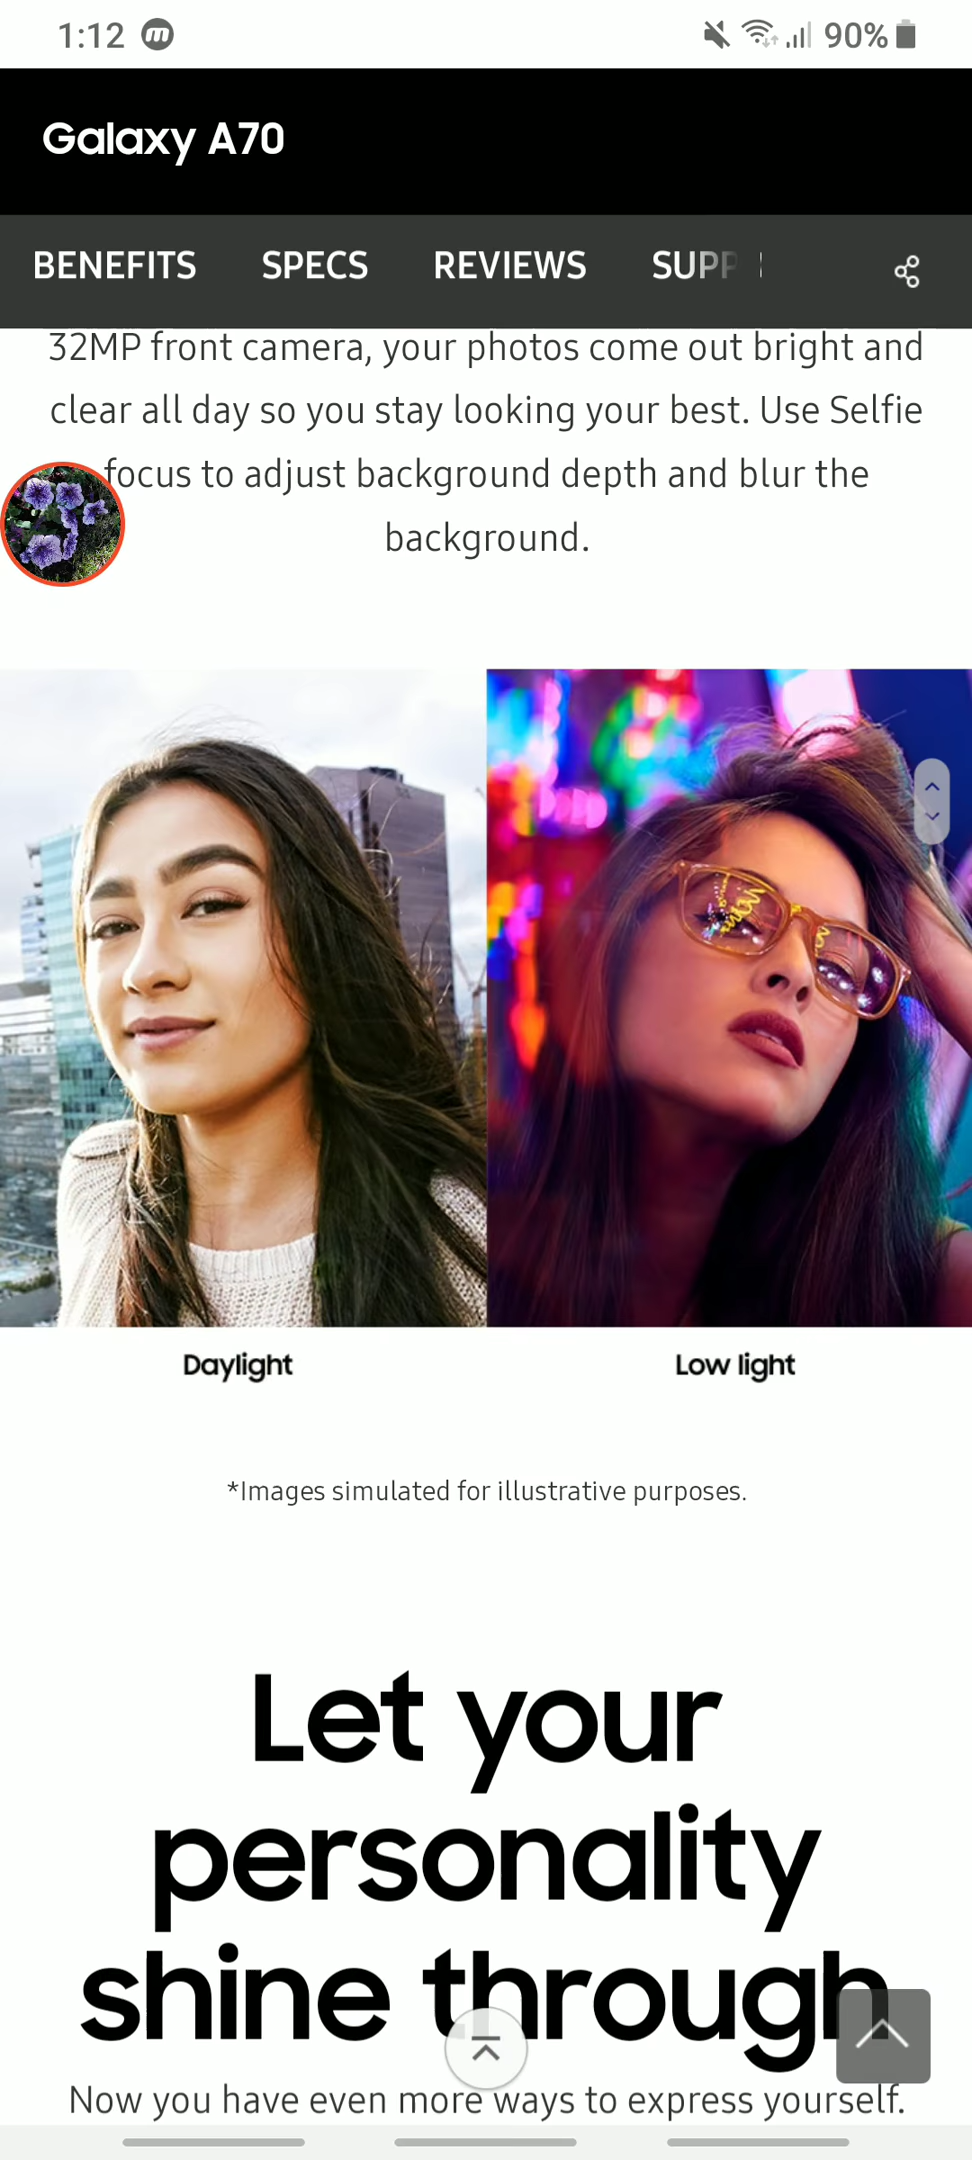 1:12 m 90%
Galaxy A70
BENEFITS SPECS REVIEWS SUPP
32MP front camera, your photos come out bright and
clear all day so you stay looking your best. Use Selfie
focus to adjust background depth and blur the
background.
Daylight Low light
*Images simulated for illustrative purposes.
Let your
personality
shine through
Now you have even more ways to express yourself.